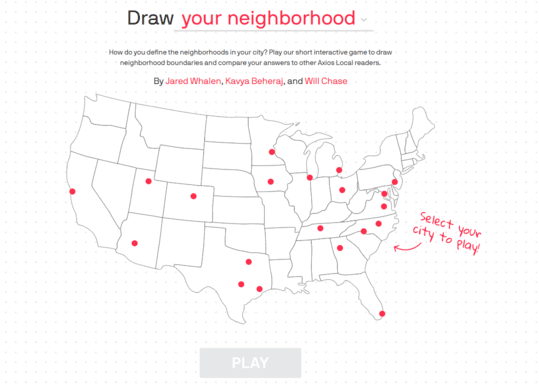 Draw your neighborhood
How do you define the neighborhoods in your city? Play our short interactive game to draw
neighborhood boundaries and compare your answers to other Axios Local readers.
By Jared Whalen, Kavya Beheraj, and Will Chase
Select your
city to play!
PLAY